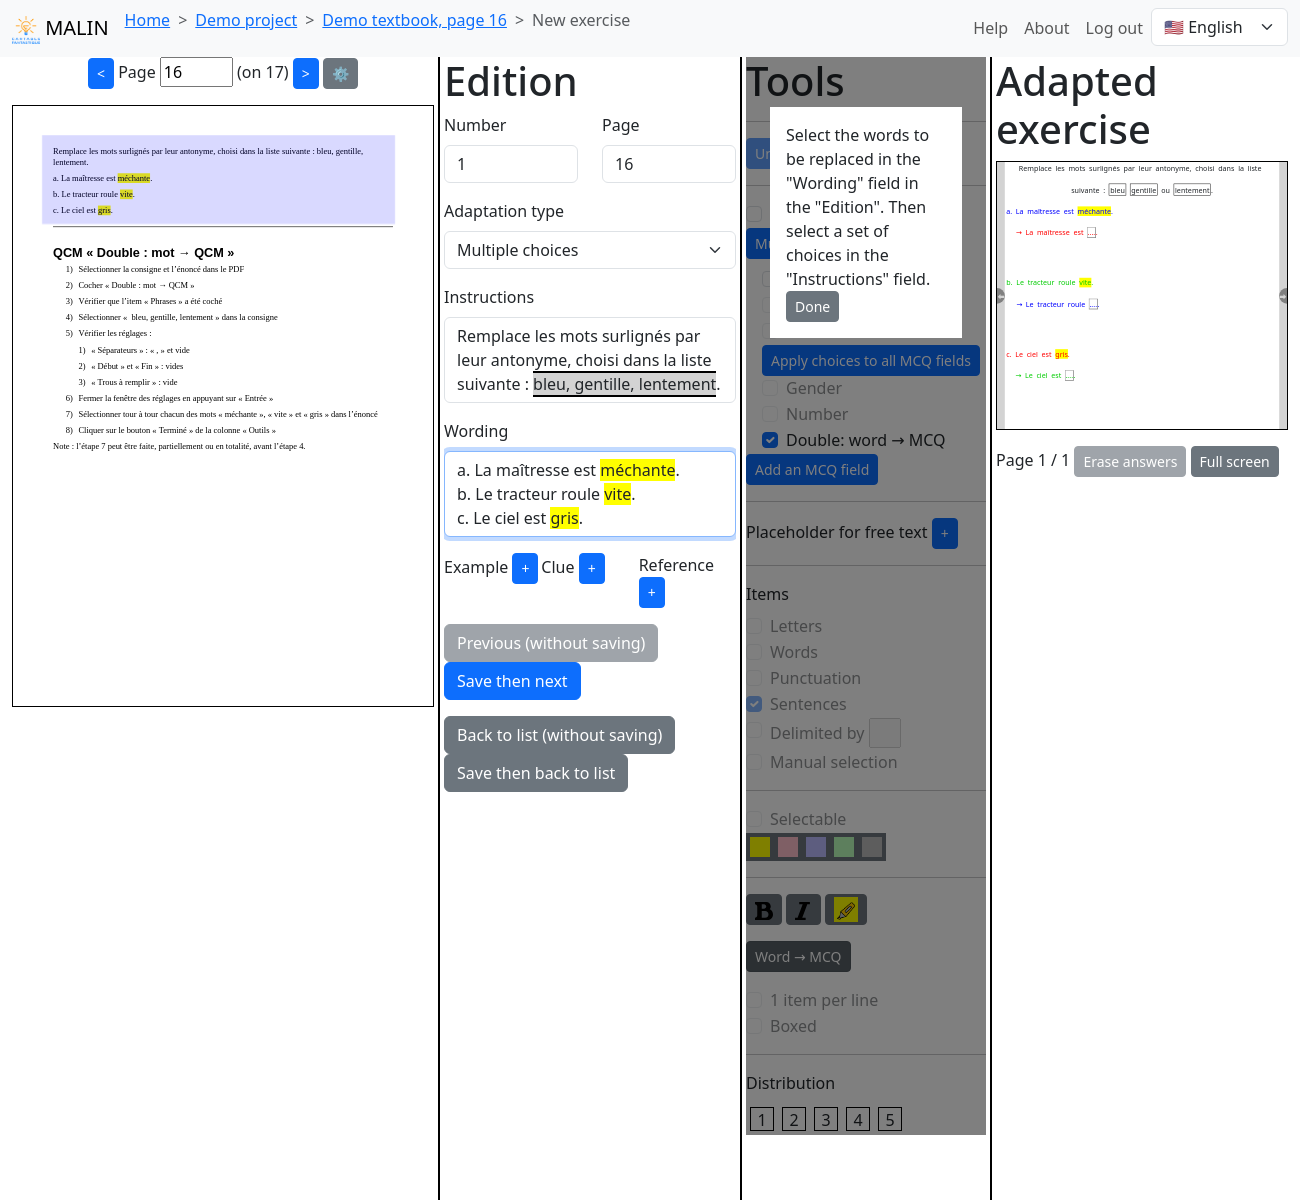 MALIN
Home > Demo project > Demo textbook, page 16 > New exercise
Help About Log out 🇺🇸 English
< Page 16 (on 17) > ⚙️
Remplace les mots surlignés par leur antonyme, choisi dans la liste suivante : bleu, gentille,
lentement.
a. La maîtresse est méchante.
b. Le tracteur roule vite.
c. Le ciel est gris.
QCM « Double : mot → QCM »
1) Sélectionner la consigne et l'énoncé dans le PDF
2) Cocher « Double : mot → QCM »
3) Vérifier que l'item « Phrases » a été coché
4) Sélectionner « bleu, gentille, lentement » dans la consigne
5) Vérifier les réglages :
1) « Séparateurs » : « , » et vide
2) « Début » et « Fin » : vides
3) « Trous à remplir » : vide
6) Fermer la fenêtre des réglages en appuyant sur « Entrée »
7) Sélectionner tour à tour chacun des mots « méchante », « vite » et « gris » dans l'énoncé
8) Cliquer sur le bouton « Terminé » de la colonne « Outils »
Note : l'étape 7 peut être faite, partiellement ou en totalité, avant l'étape 4.
Edition
Number Page
1 16
Adaptation type
Multiple choices
Instructions
Remplace les mots surlignés par
leur antonyme, choisi dans la liste
suivante : bleu, gentille, lentement.
Wording
a. La maîtresse est méchante.
b. Le tracteur roule vite.
c. Le ciel est gris.
Example + Clue + Reference
+
Previous (without saving)
Save then next
Back to list (without saving)
Save then back to list
Tools
Select the words to
be replaced in the
"Wording" field in
the "Edition". Then
select a set of
choices in the
"Instructions" field.
Done
Apply choices to all MCQ fields
Gender
Number
Double: word → MCQ
Add an MCQ field
Placeholder for free text +
Items
Letters
Words
Punctuation
Sentences
Delimited by
Manual selection
Selectable
B I
Word → MCQ
1 item per line
Boxed
Distribution
1 2 3 4 5
Adapted
exercise
Remplace les mots surlignés par leur antonyme, choisi dans la liste
suivante : bleu gentille ou lentement.
a. La maîtresse est méchante.
→ La maîtresse est ....
b. Le tracteur roule vite.
→ Le tracteur roule ....
c. Le ciel est gris.
→ Le ciel est ....
Page 1 / 1 Erase answers Full screen